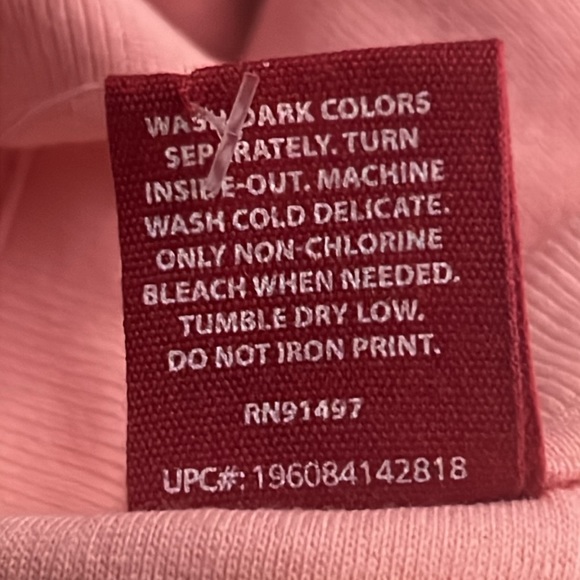 WASH DARK COLORS
SEPARATELY. TURN
INSIDE-OUT. MACHINE
WASH COLD DELICATE.
ONLY NON-CHLORINE
BLEACH WHEN NEEDED.
TUMBLE DRY LOW.
DO NOT IRON PRINT.
RN91497
UPC#: 196084142818